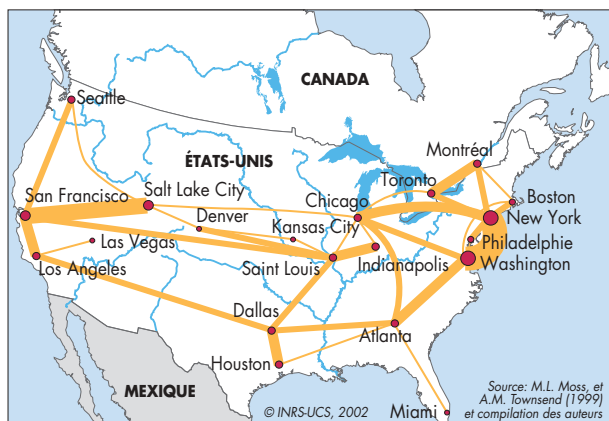 CANADA
Seattle
Montréal
ÉTATS-UNIS
Toronto
Salt Lake City
Boston
San Francisco
Chicago
New York
Denver
Kansas City
Las Vegas
Philadelphie
Los Angeles
Saint Louis
Indianapolis
Washington
Dallas
Atlanta
Houston
MEXIQUE
Miami
© INRS-UCS, 2002
Source: M.L. Moss, et
A.M. Townsend (1999)
et compilation des auteurs